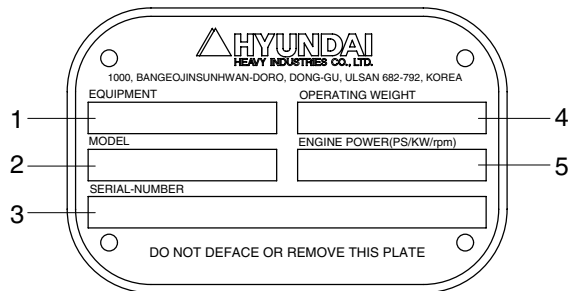 HYUNDAI
HEAVY INDUSTRIES CO., LTD.
1000, BANGEOJINSUNHWAN-DORO, DONG-GU, ULSAN 682-792, KOREA
EQUIPMENT OPERATING WEIGHT
1 4
MODEL ENGINE POWER(PS/KW/rpm)
2 5
SERIAL-NUMBER
3
DO NOT DEFACE OR REMOVE THIS PLATE